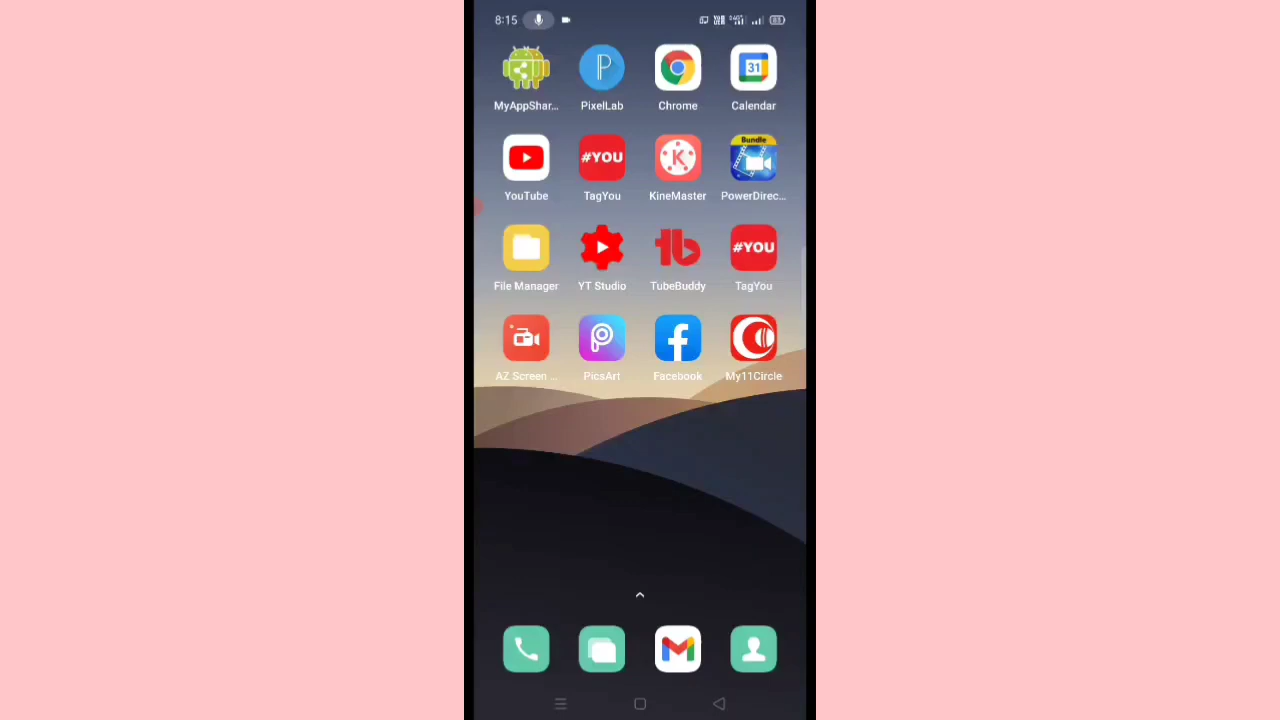 8:15
MyAppShar... PixelLab Chrome Calendar
31
YouTube TagYou KineMaster PowerDirec...
#YOU
K
Bundle
File Manager YT Studio TubeBuddy TagYou
#YOU
AZ Screen ... PicsArt Facebook My11Circle